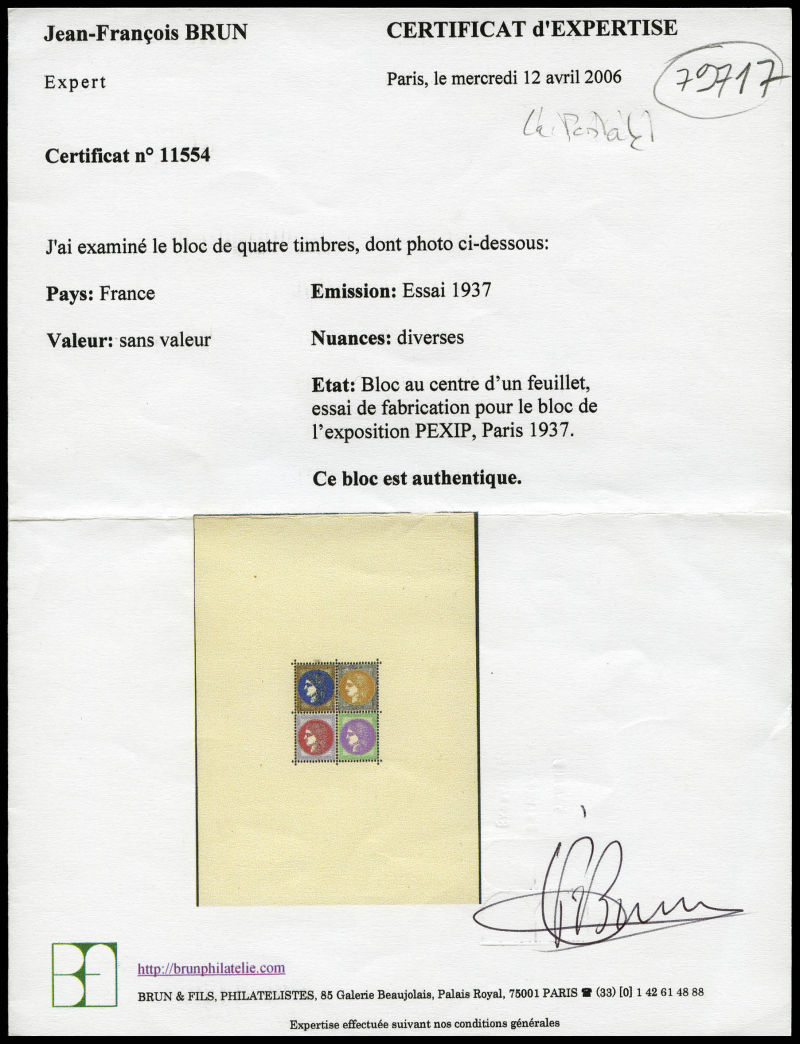 Jean-François BRUN
CERTIFICAT d'EXPERTISE
Expert
Paris, le mercredi 12 avril 2006
79717
Certificat n° 11554
J'ai examiné le bloc de quatre timbres, dont photo ci-dessous:
Pays: France
Emission: Essai 1937
Valeur: sans valeur
Nuances: diverses
Etat: Bloc au centre d'un feuillet,
essai de fabrication pour le bloc de
l'exposition PEXIP, Paris 1937.
Ce bloc est authentique.
JFBrun
BF
http://brunphilatelie.com
BRUN & FILS, PHILATELISTES, 85 Galerie Beaujolais, Palais Royal, 75001 PARIS ☎ (33) [0] 1 42 61 48 88
Expertise effectuée suivant nos conditions générales